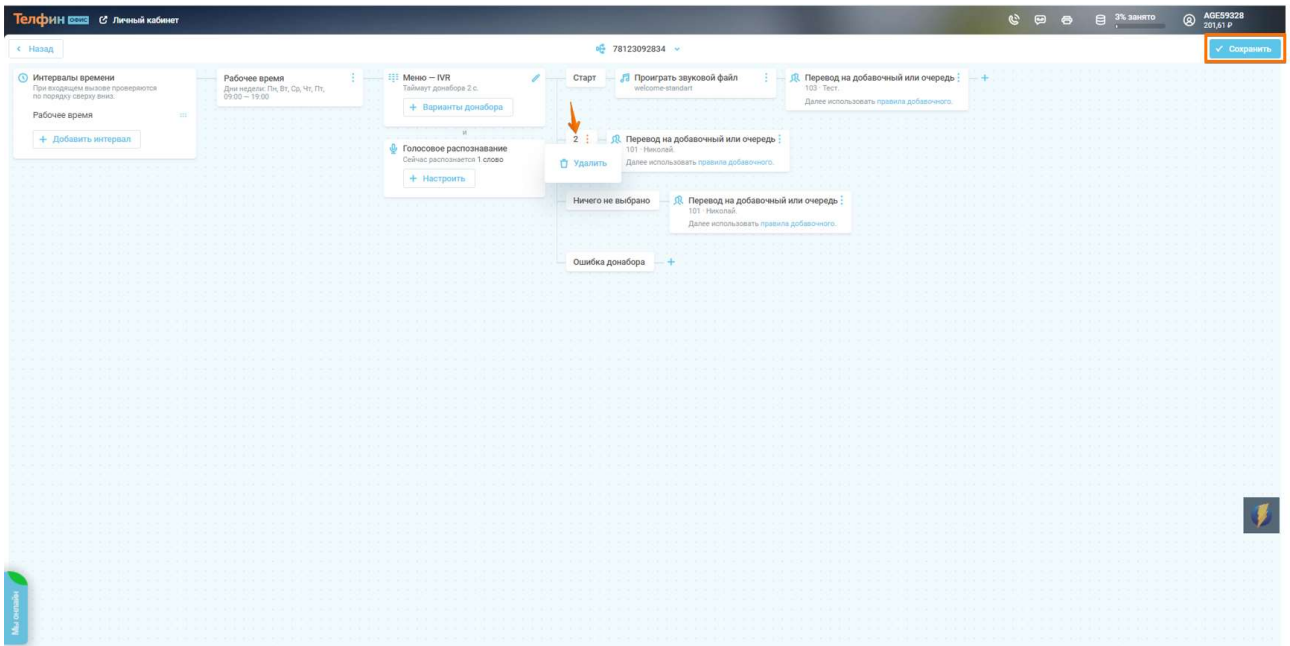 Телфин ОФИС Личный кабинет
3% занято
AGE59328
201,61 ₽
Назад
78123092834
Сохранить
Интервалы времени
При входящем вызове проверяются
по порядку сверху вниз.
Рабочее время
+ Добавить интервал
Рабочее время
Дни недели: Пн, Вт, Ср, Чт, Пт,
09:00 — 19:00
Меню — IVR
Таймаут донабора 2 с.
+ Варианты донабора
и
Голосовое распознавание
Сейчас распознается 1 слово
+ Настроить
Старт
Проиграть звуковой файл
welcome-standart
Перевод на добавочный или очередь
103 · Тест.
Далее использовать правила добавочного.
+
2
Удалить
Перевод на добавочный или очередь
101 · Николай.
Далее использовать правила добавочного.
Ничего не выбрано
Перевод на добавочный или очередь
101 · Николай.
Далее использовать правила добавочного.
Ошибка донабора
+
Мы онлайн